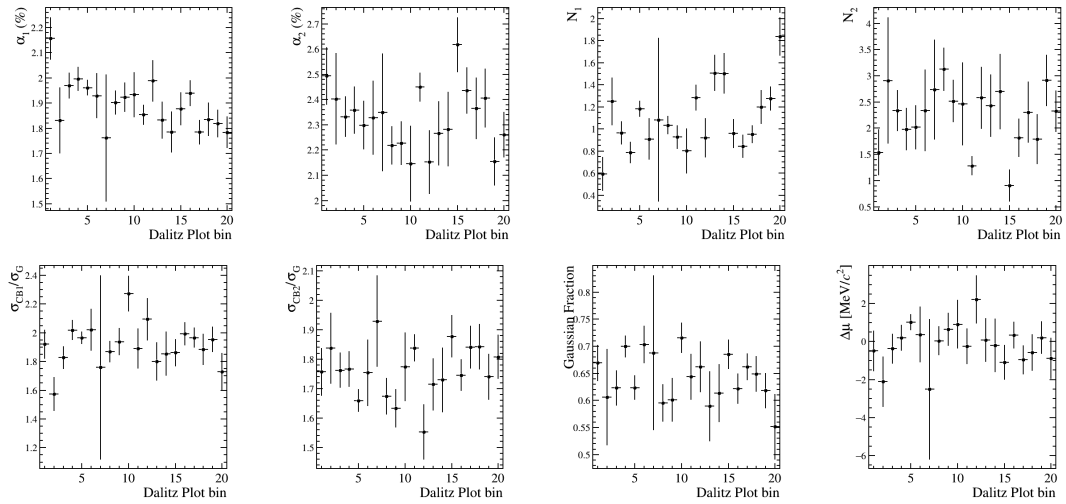 α₁ (%)
2.2
2.1
2
1.9
1.8
1.7
1.6
1.5
5 10 15 20
Dalitz Plot bin
α₂ (%)
2.7
2.6
2.5
2.4
2.3
2.2
2.1
2
5 10 15 20
Dalitz Plot bin
N₁
1.8
1.6
1.4
1.2
1
0.8
0.6
0.4
5 10 15 20
Dalitz Plot bin
N₂
4
3.5
3
2.5
2
1.5
1
0.5
5 10 15 20
Dalitz Plot bin
σCB1/σG
2.4
2.2
2
1.8
1.6
1.4
1.2
5 10 15 20
Dalitz Plot bin
σCB2/σG
2.1
2
1.9
1.8
1.7
1.6
1.5
5 10 15 20
Dalitz Plot bin
Gaussian Fraction
0.8
0.75
0.7
0.65
0.6
0.55
0.5
5 10 15 20
Dalitz Plot bin
Δμ [MeV/c²]
2
0
−2
−4
−6
5 10 15 20
Dalitz Plot bin